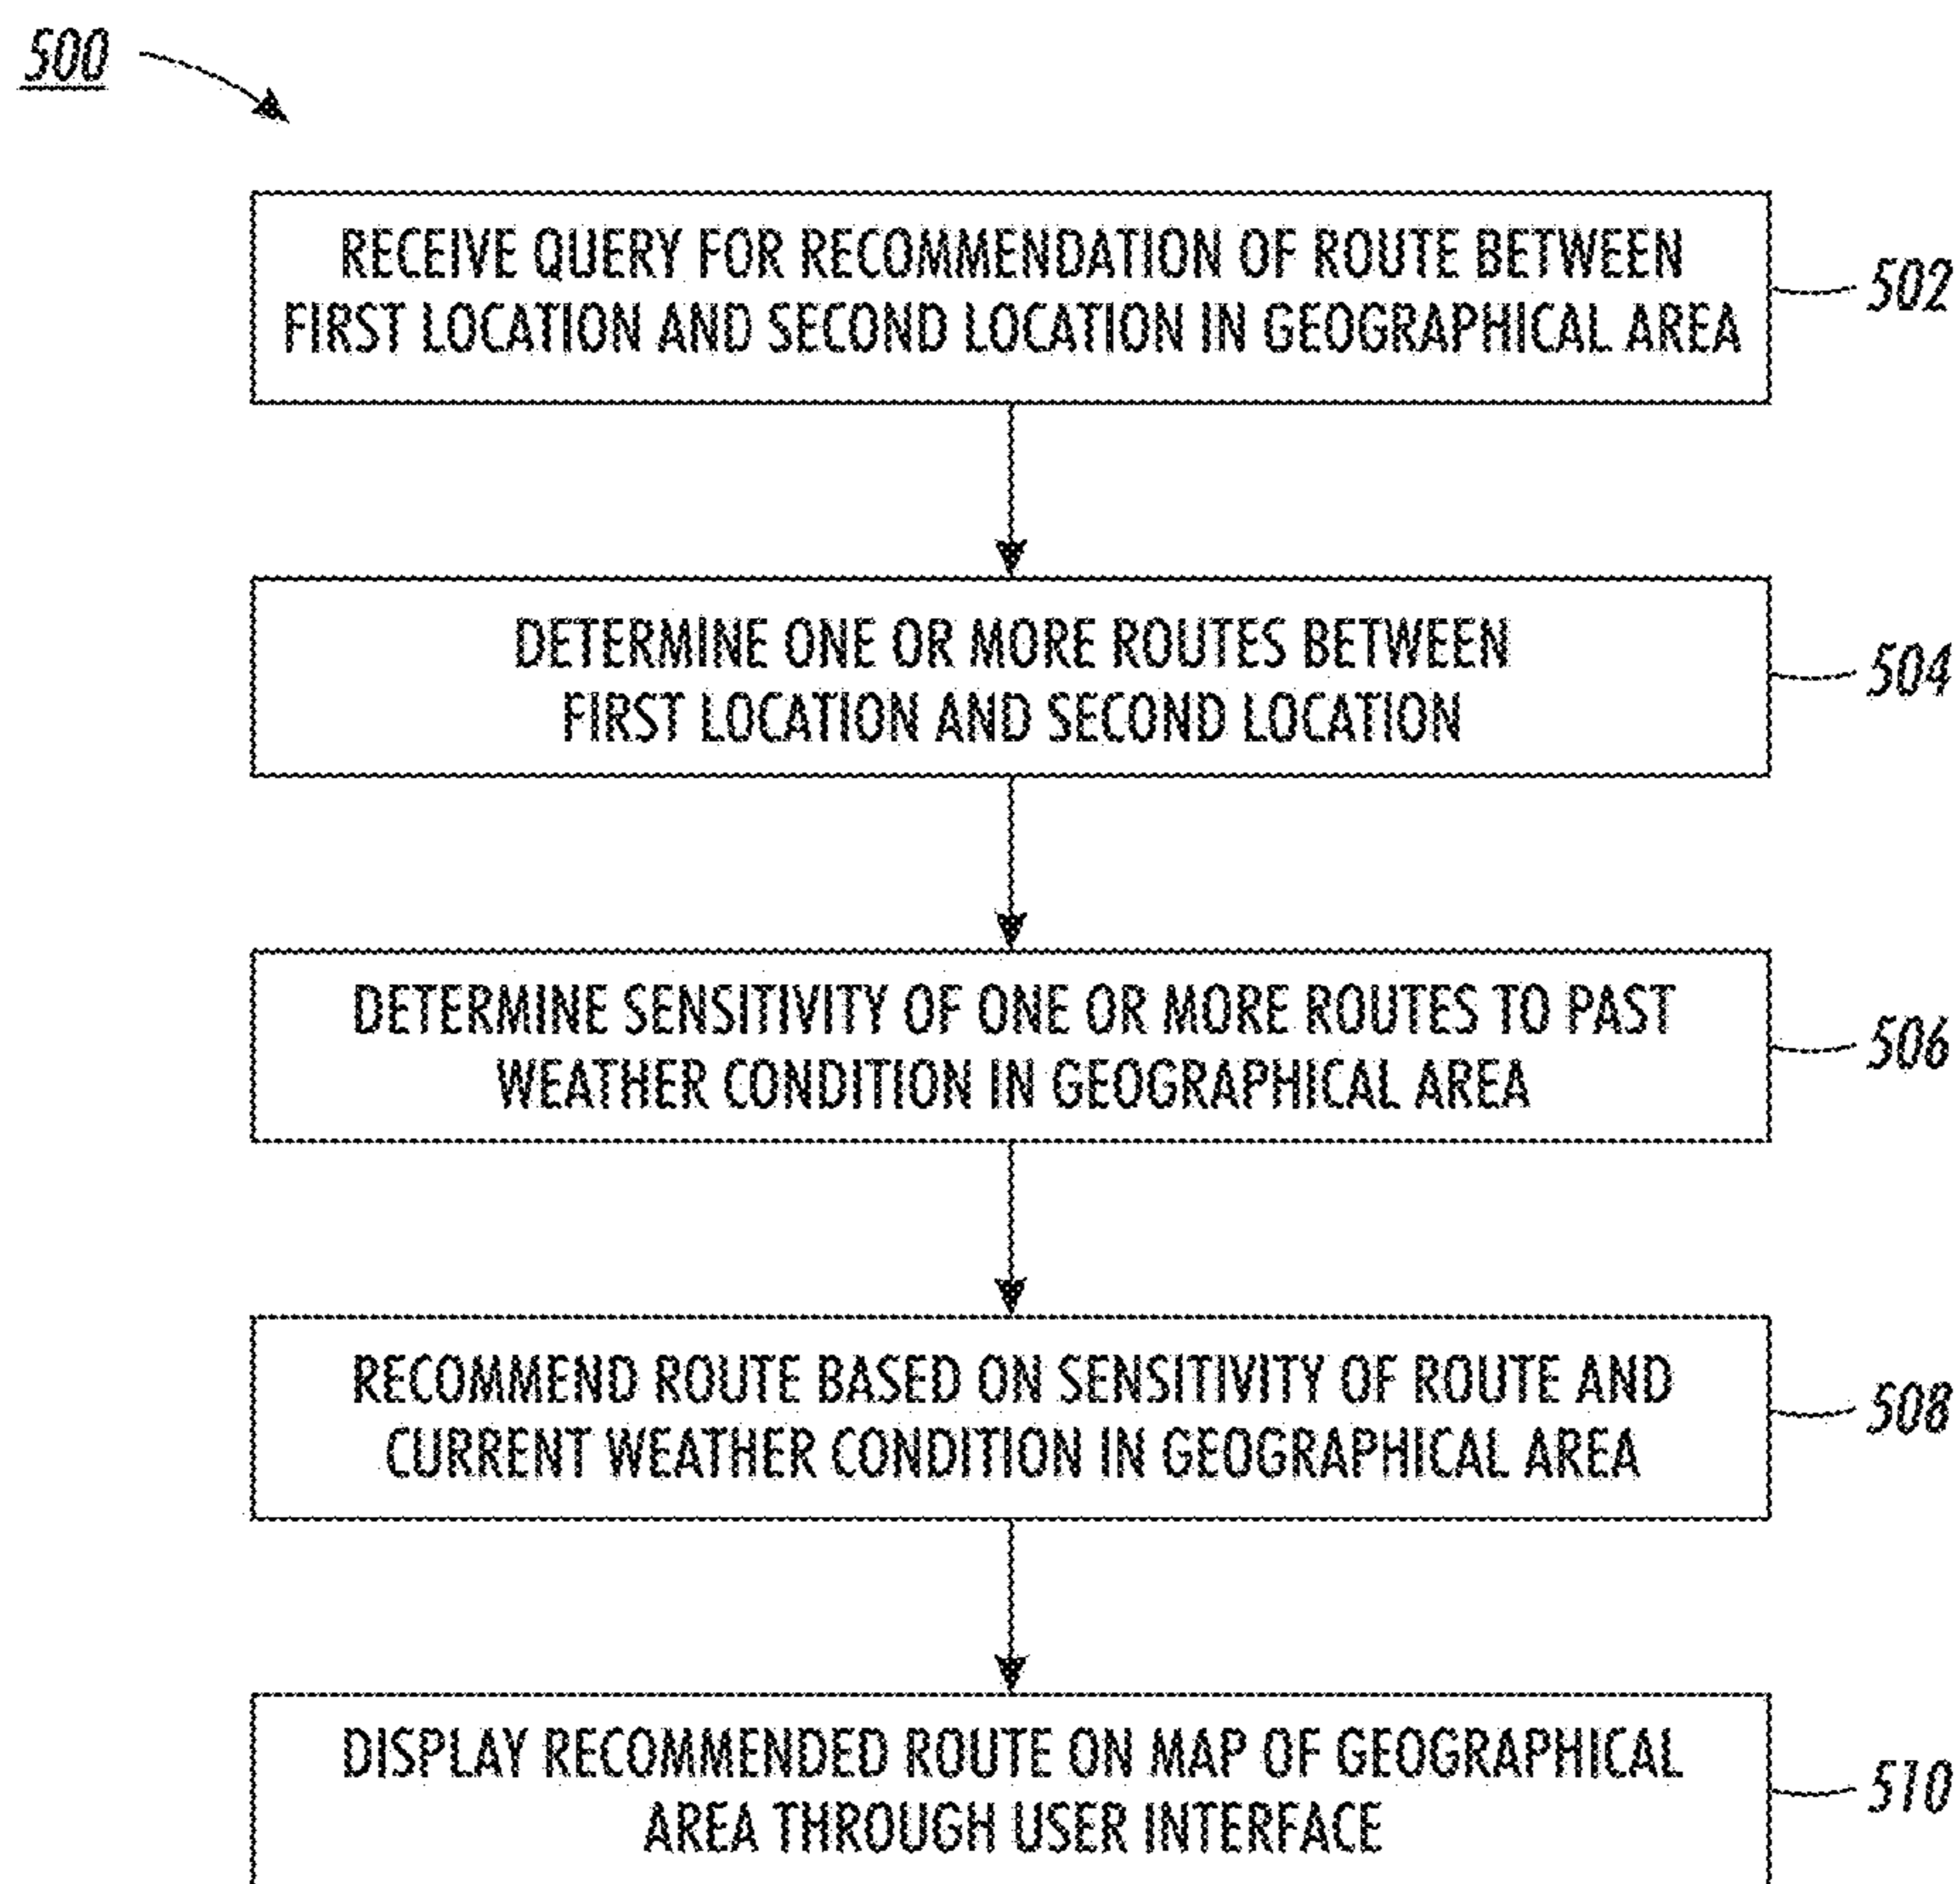 500
RECEIVE QUERY FOR RECOMMENDATION OF ROUTE BETWEEN
FIRST LOCATION AND SECOND LOCATION IN GEOGRAPHICAL AREA
502
DETERMINE ONE OR MORE ROUTES BETWEEN
FIRST LOCATION AND SECOND LOCATION
504
DETERMINE SENSITIVITY OF ONE OR MORE ROUTES TO PAST
WEATHER CONDITION IN GEOGRAPHICAL AREA
506
RECOMMEND ROUTE BASED ON SENSITIVITY OF ROUTE AND
CURRENT WEATHER CONDITION IN GEOGRAPHICAL AREA
508
DISPLAY RECOMMENDED ROUTE ON MAP OF GEOGRAPHICAL
AREA THROUGH USER INTERFACE
510